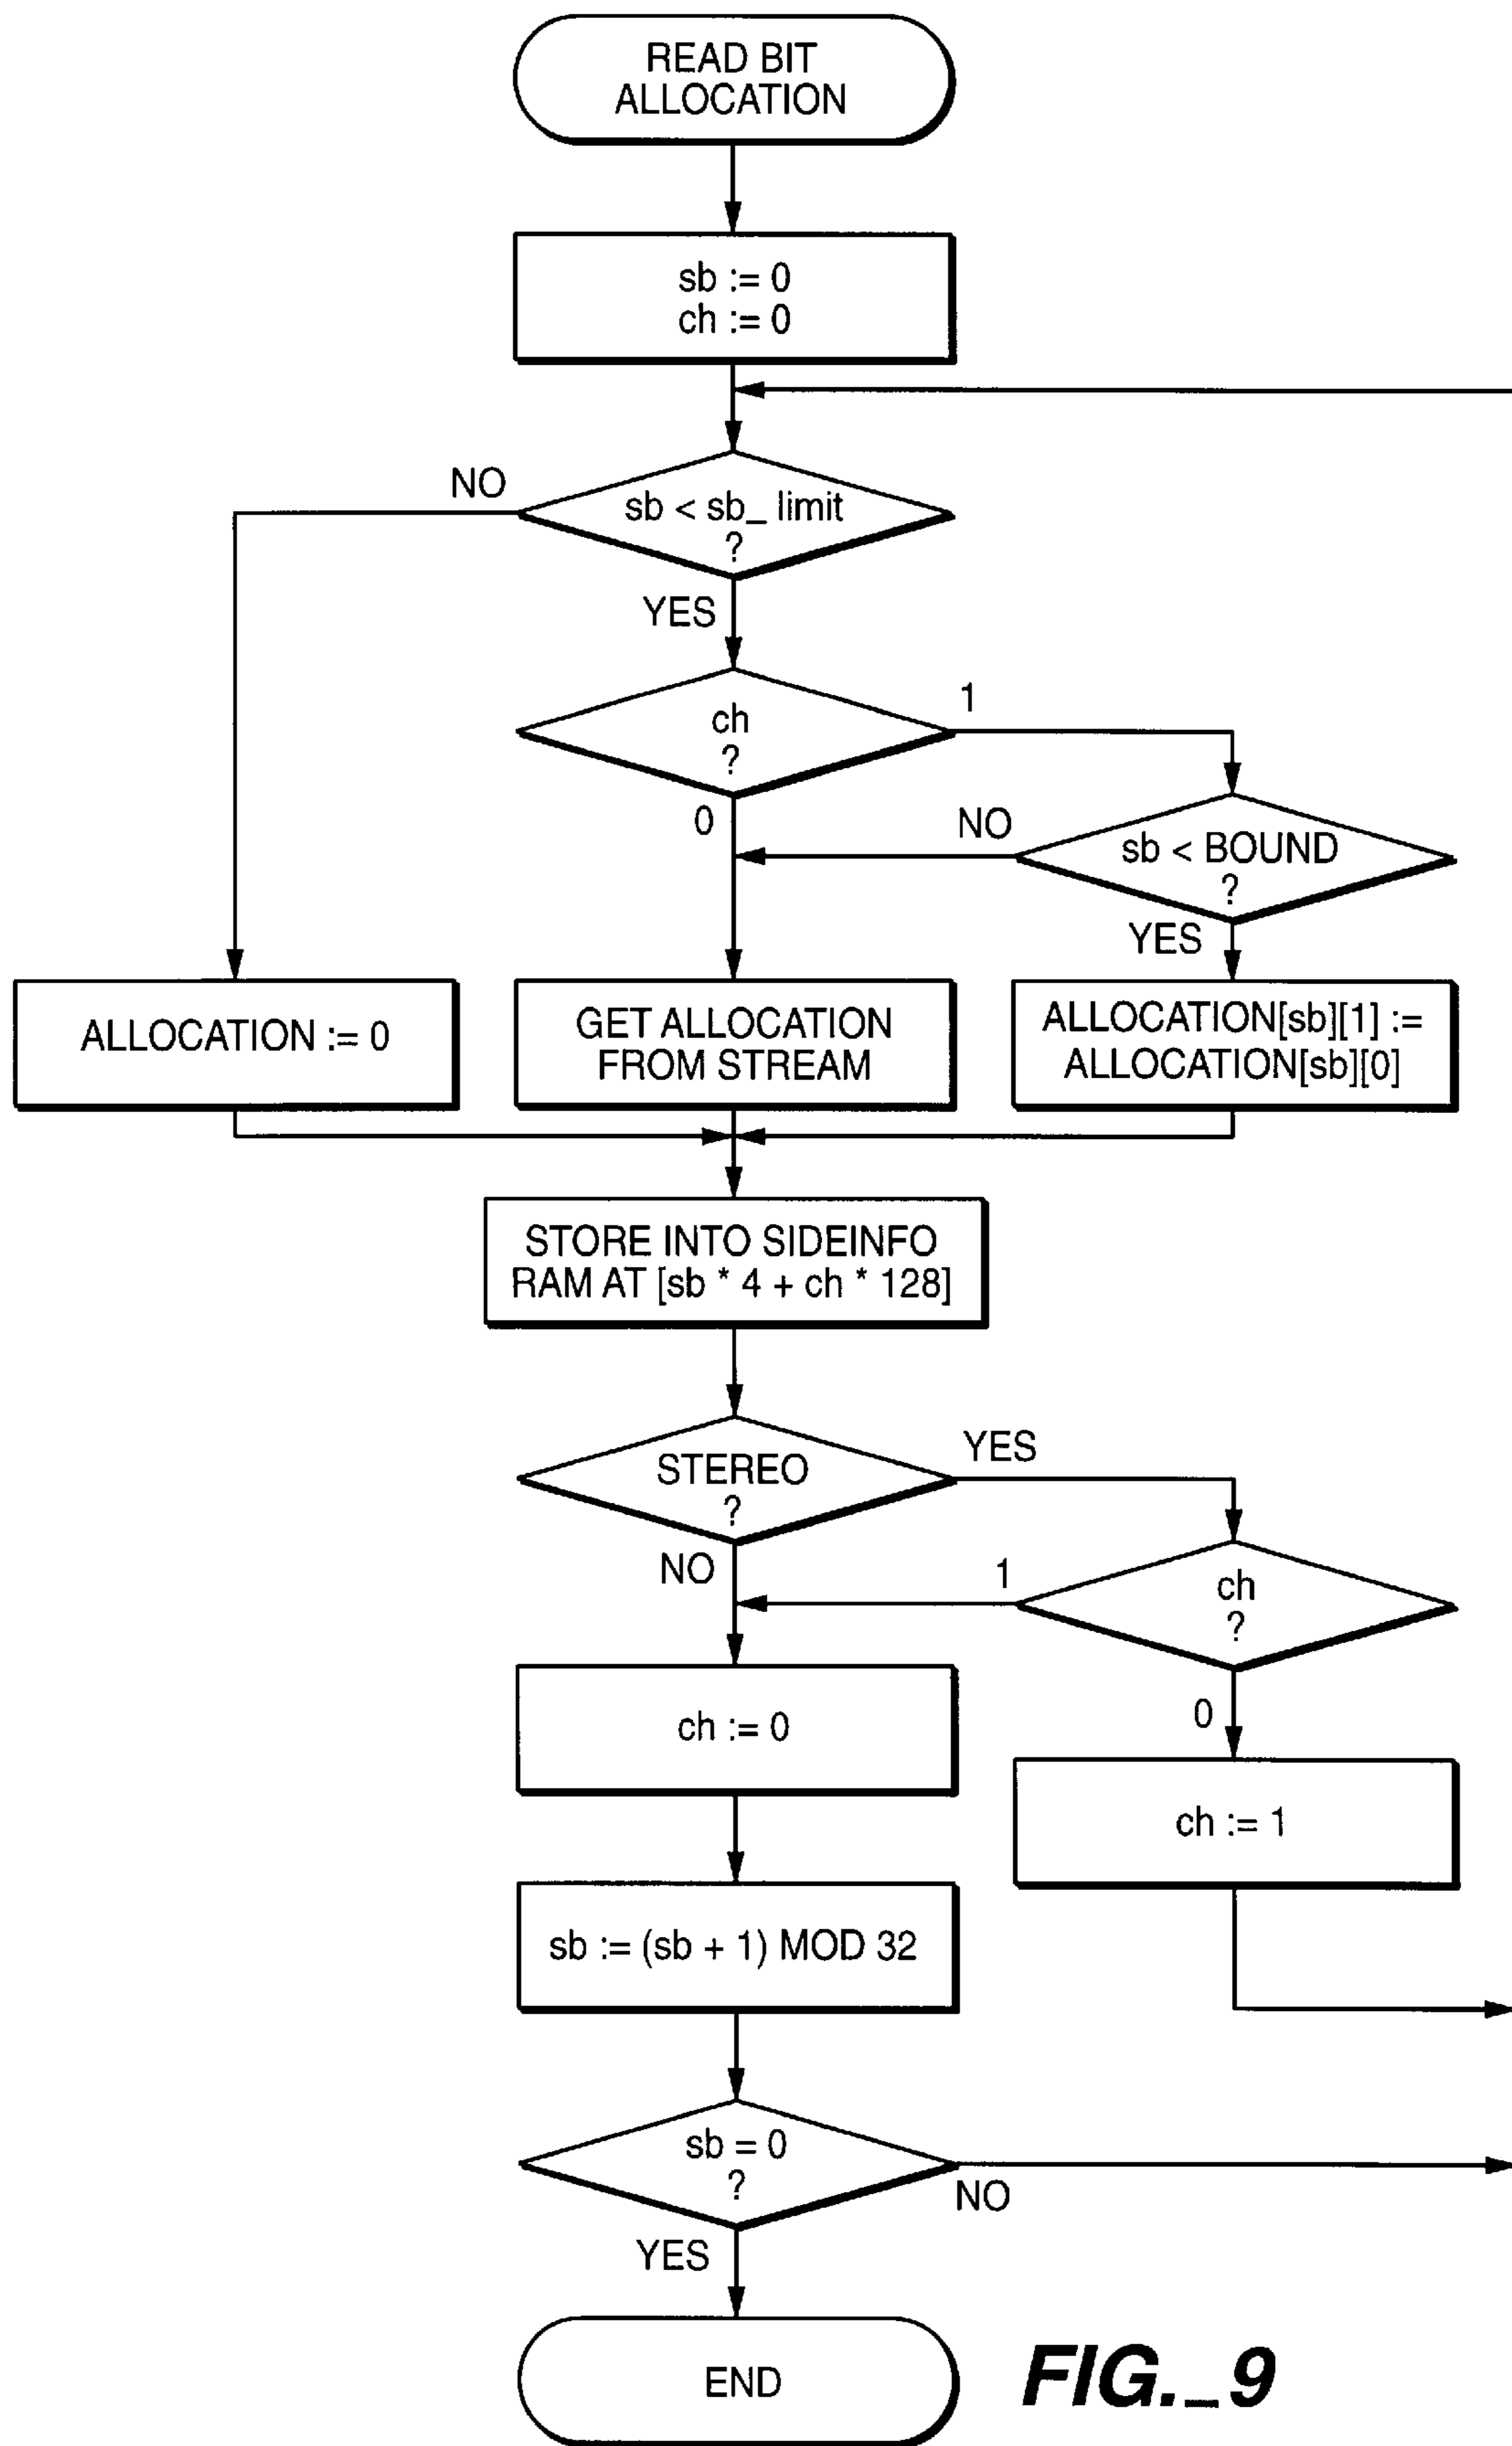 READ BIT
ALLOCATION
sb := 0
ch := 0
NO
sb < sb_ limit
?
YES
ch
?
1
0
NO
sb < BOUND
?
YES
ALLOCATION := 0
GET ALLOCATION
FROM STREAM
ALLOCATION[sb][1] :=
ALLOCATION[sb][0]
STORE INTO SIDEINFO
RAM AT [sb * 4 + ch * 128]
STEREO
?
YES
NO
1
ch
?
0
ch := 0
ch := 1
sb := (sb + 1) MOD 32
sb = 0
?
NO
YES
END
FIG._9